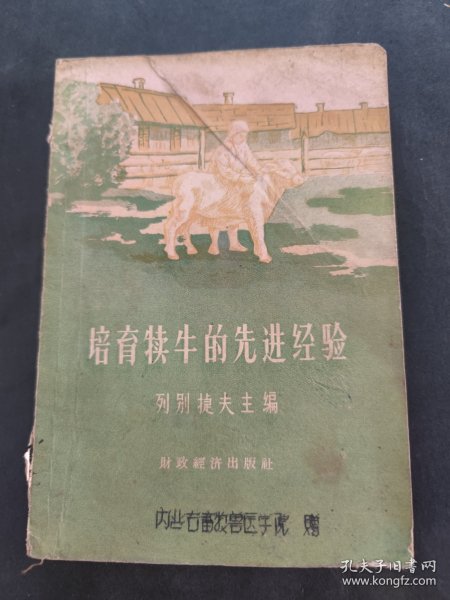 培育犊牛的先进经验
列别捷夫主编
財政經济出版社
内蒙古畜牧兽医学院 赠
孔夫子旧书网
www.kongfz.com